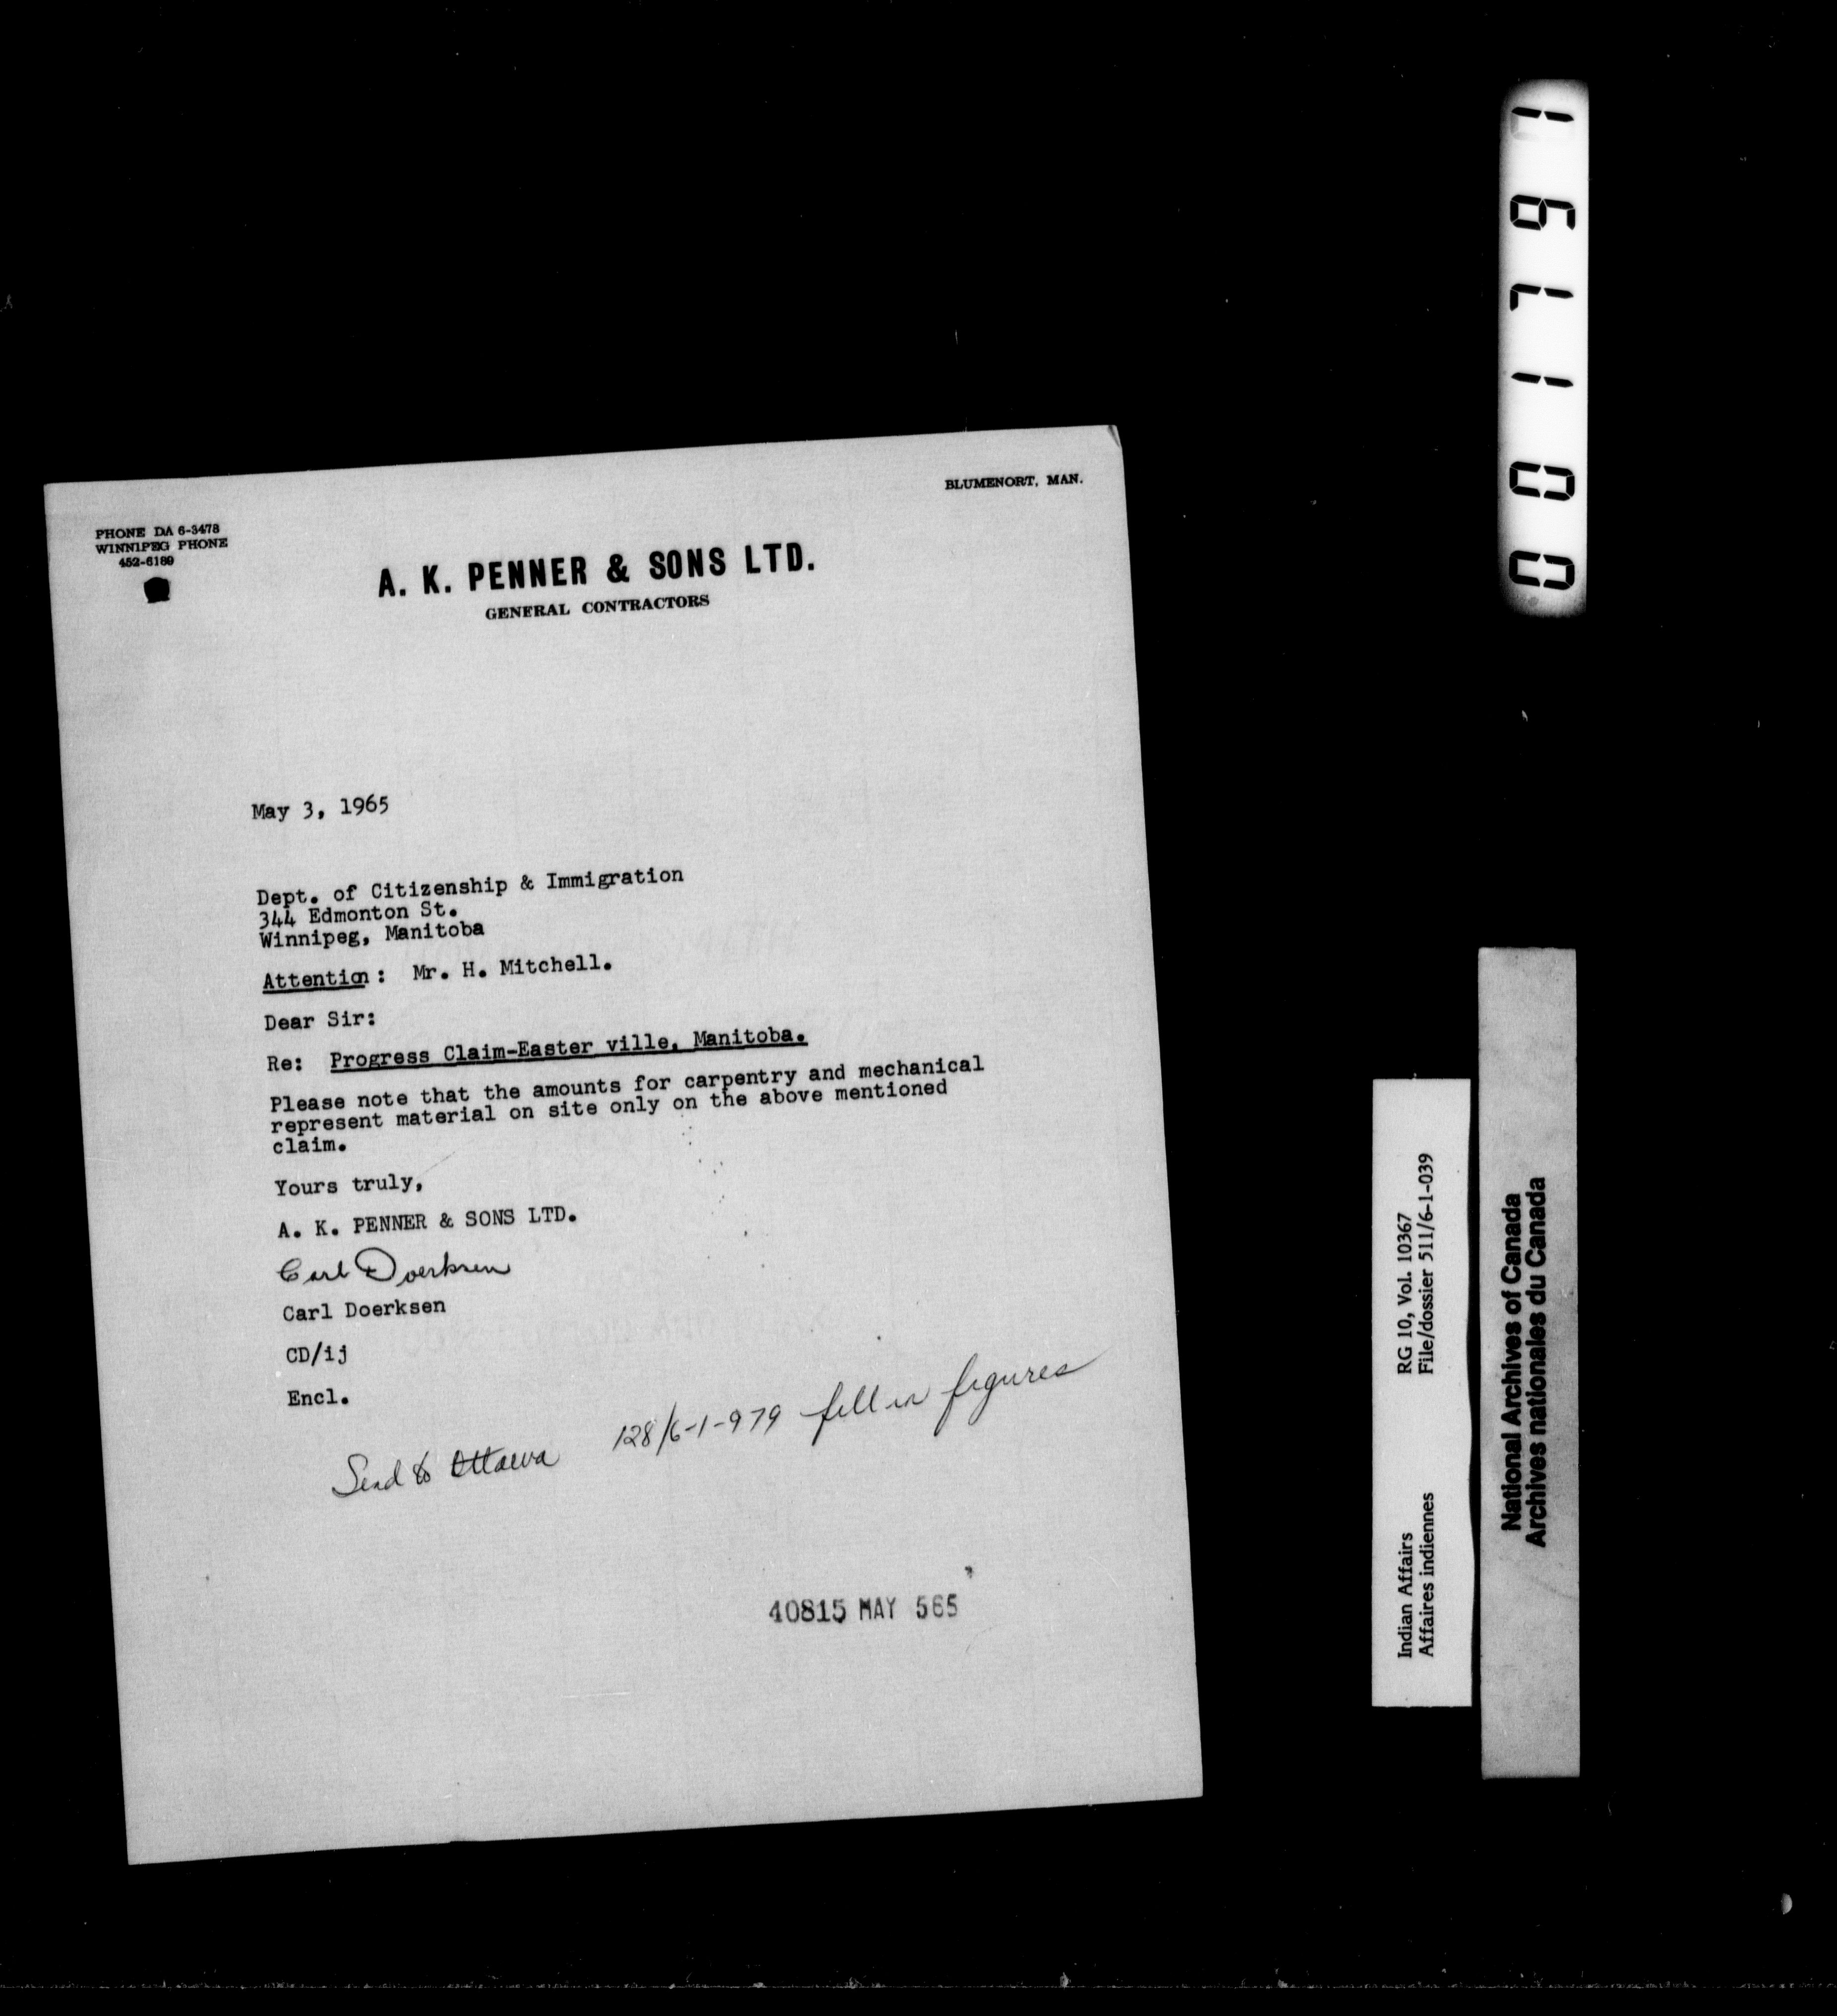 BLUMENORT, MAN.
PHONE DA 6-3478
WINNIPEG PHONE
452-6189
A. K. PENNER & SONS LTD.
GENERAL CONTRACTORS
May 3, 1965
Dept. of Citizenship & Immigration
344 Edmonton St.
Winnipeg, Manitoba
Attention: Mr. H. Mitchell.
Dear Sir:
Re: Progress Claim-Easter ville, Manitoba.
Please note that the amounts for carpentry and mechanical
represent material on site only on the above mentioned
claim.
Yours truly,
A. K. PENNER & SONS LTD.
Carl Doerksen
Carl Doerksen
CD/ij
Encl.
Send to Ottawa 128/6-1-979 fill in figures
40815 MAY 565
001761
Indian Affairs RG 10, Vol. 10367
Affaires indiennes File/dossier 511/6-1-039
National Archives of Canada
Archives nationales du Canada